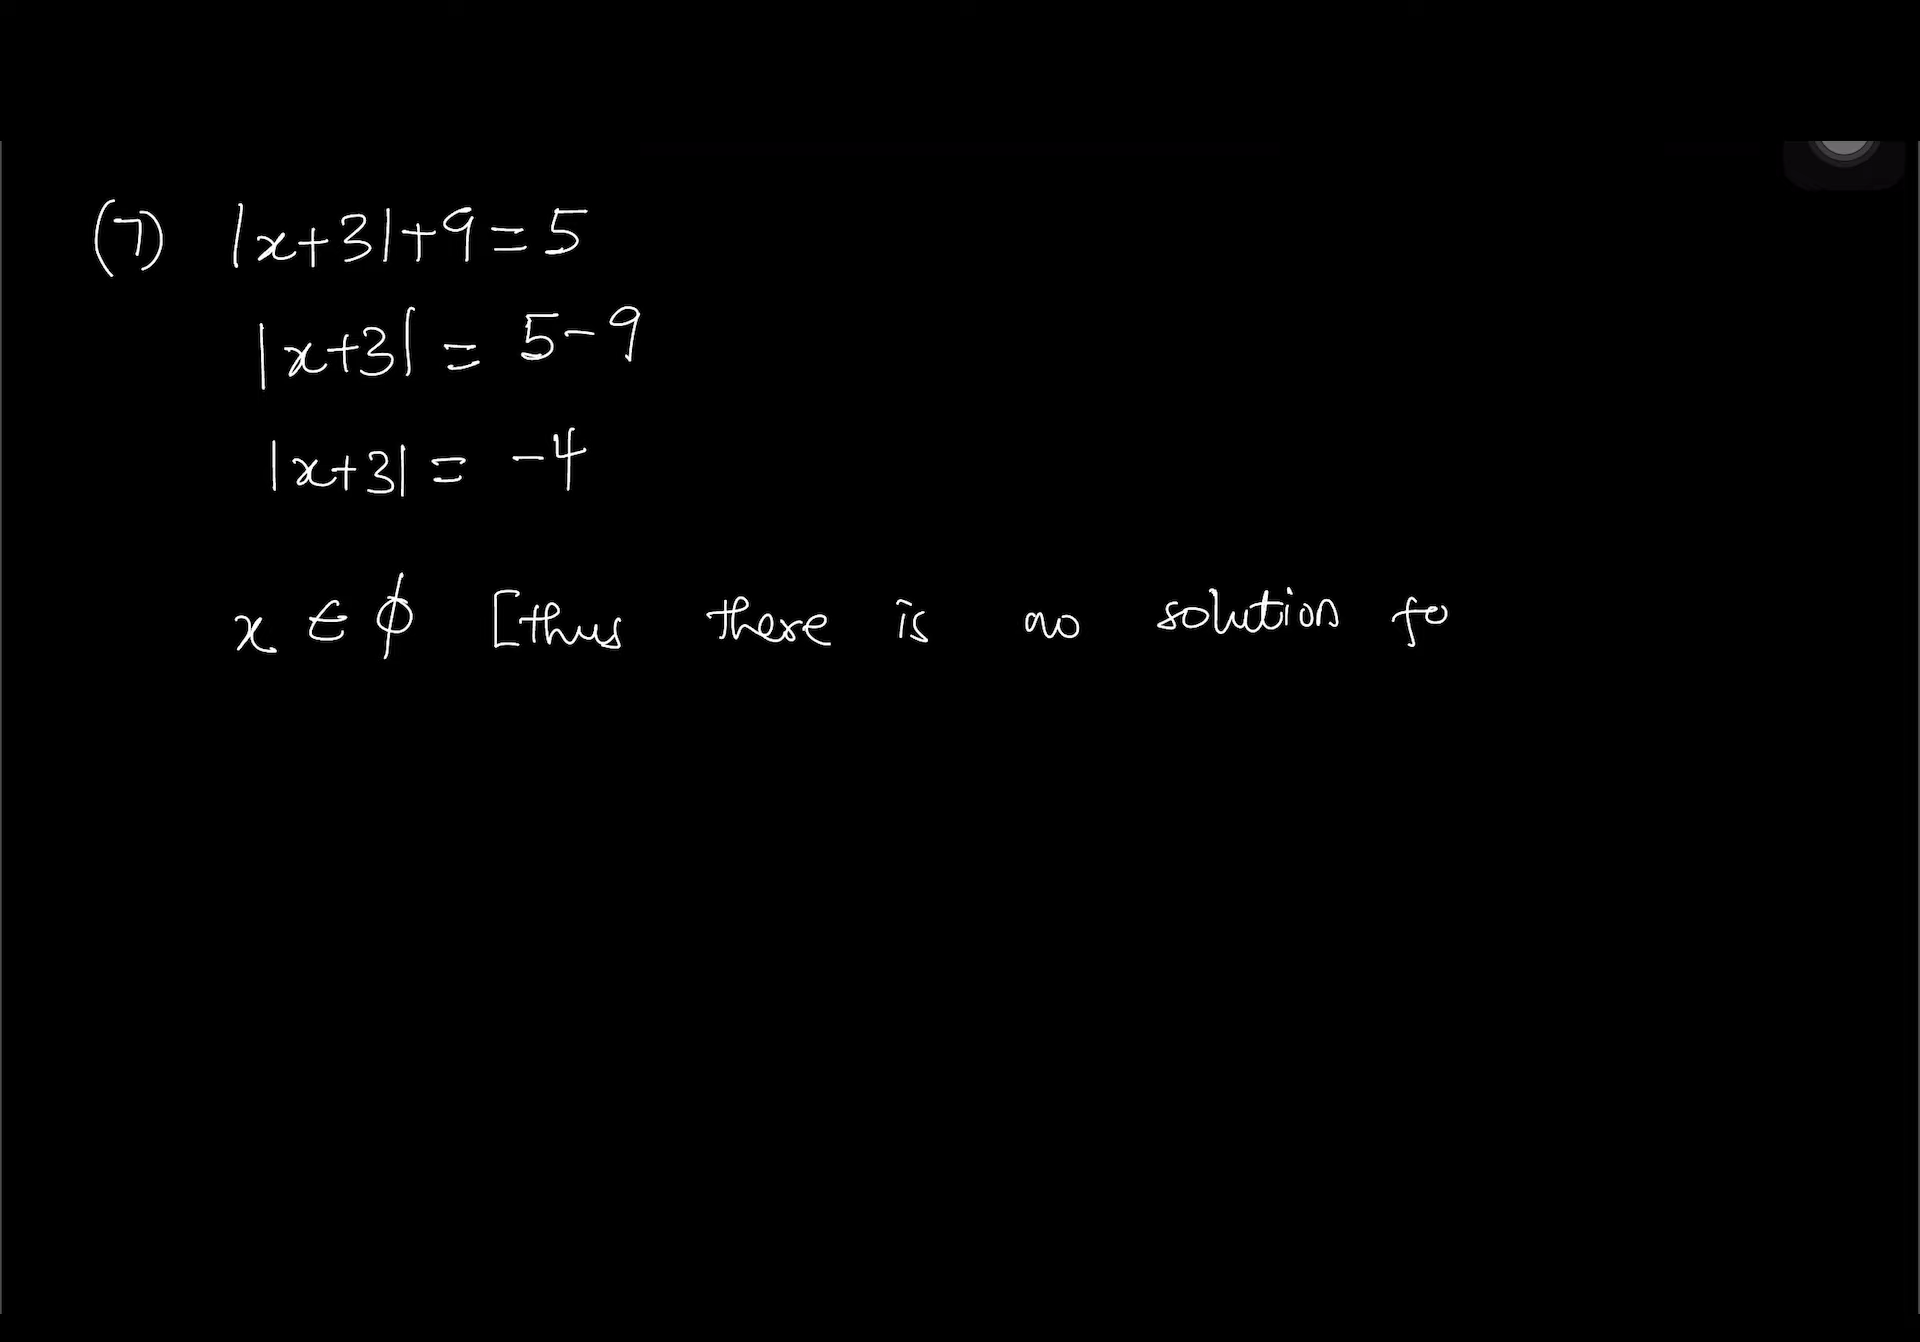 (7) |x+3|+9=5
|x+3| = 5-9
|x+3| = -4
x ∈ ϕ [thus there is no solution fo